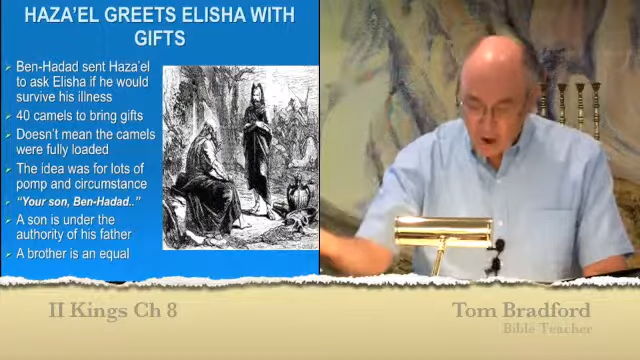 HAZA'EL GREETS ELISHA WITH
GIFTS
Ben-Hadad sent Haza'el
to ask Elisha if he would
survive his illness
40 camels to bring gifts
Doesn't mean the camels
were fully loaded
The idea was for lots of
pomp and circumstance
"Your son, Ben-Hadad.."
A son is under the
authority of his father
A brother is an equal
II Kings Ch 8
Tom Bradford
Bible Teacher